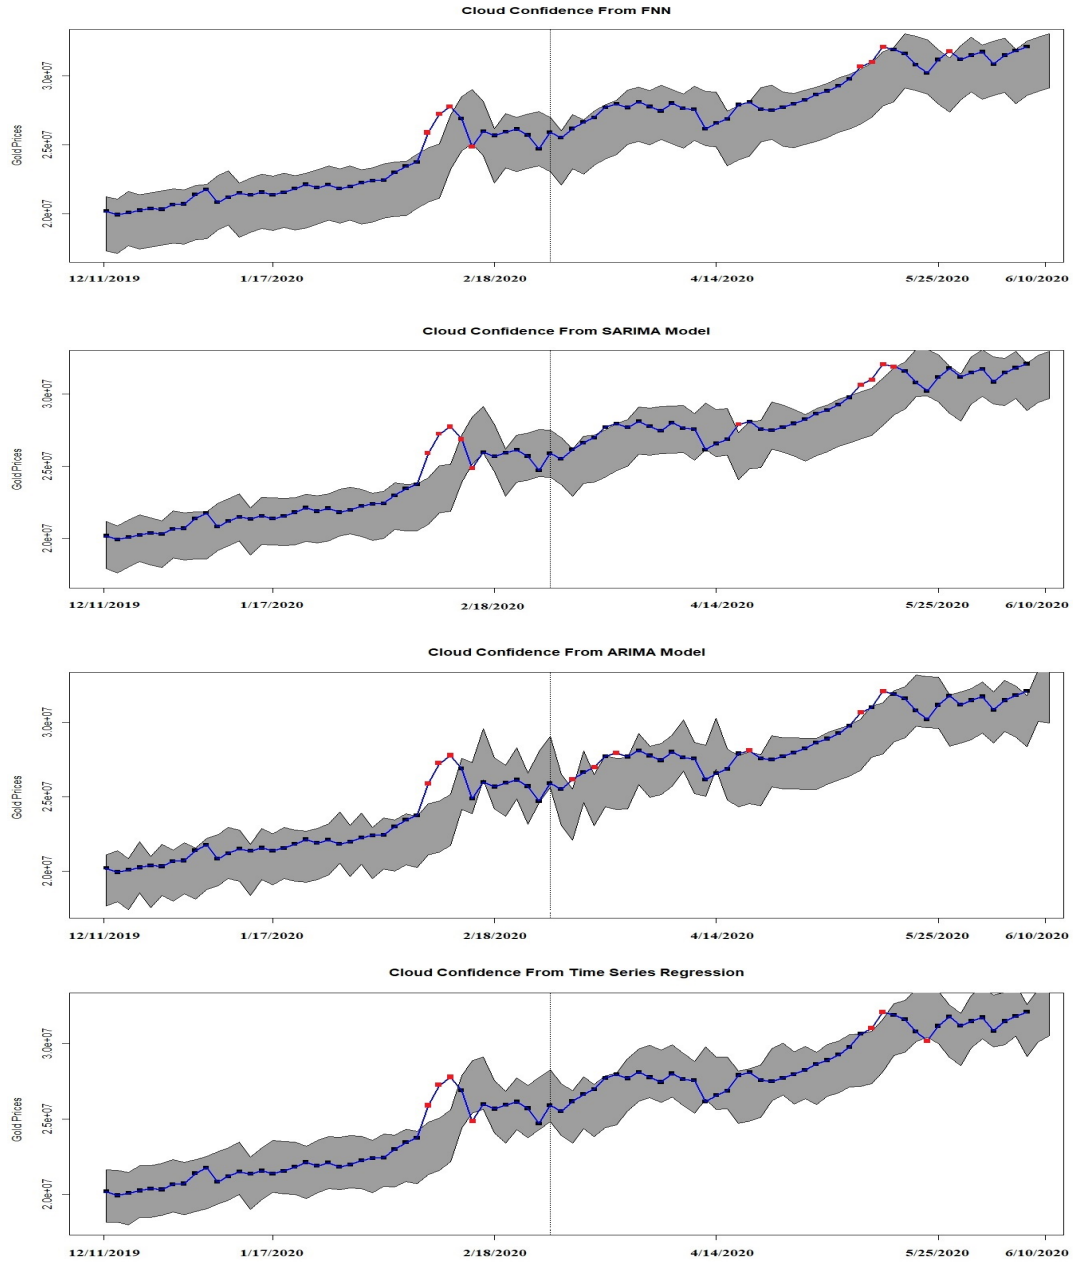 Cloud Confidence From FNN
3.0e+07
2.5e+07
2.0e+07
Gold Prices
12/11/2019 1/17/2020 2/18/2020 4/14/2020 5/25/2020 6/10/2020
Cloud Confidence From SARIMA Model
3.0e+07
2.5e+07
2.0e+07
Gold Prices
12/11/2019 1/17/2020 2/18/2020 4/14/2020 5/25/2020 6/10/2020
Cloud Confidence From ARIMA Model
3.0e+07
2.5e+07
2.0e+07
Gold Prices
12/11/2019 1/17/2020 2/18/2020 4/14/2020 5/25/2020 6/10/2020
Cloud Confidence From Time Series Regression
3.0e+07
2.5e+07
2.0e+07
Gold Prices
12/11/2019 1/17/2020 2/18/2020 4/14/2020 5/25/2020 6/10/2020